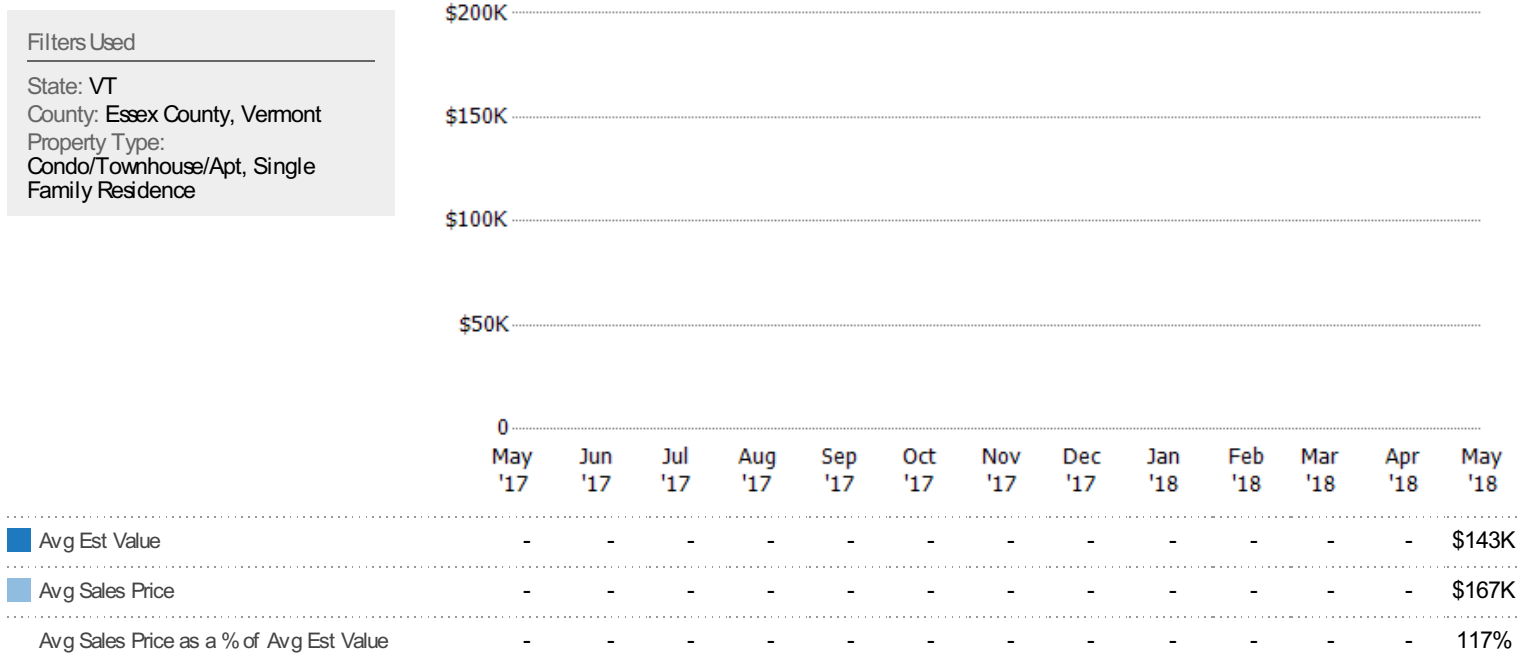 Filters Used
State: VT
County: Essex County, Vermont
Property Type:
Condo/Townhouse/Apt, Single
Family Residence
$200K
$150K
$100K
$50K
0
May Jun Jul Aug Sep Oct Nov Dec Jan Feb Mar Apr May
'17 '17 '17 '17 '17 '17 '17 '17 '18 '18 '18 '18 '18
Avg Est Value - - - - - - - - - - - - $143K
Avg Sales Price - - - - - - - - - - - - $167K
Avg Sales Price as a % of Avg Est Value - - - - - - - - - - - - 117%